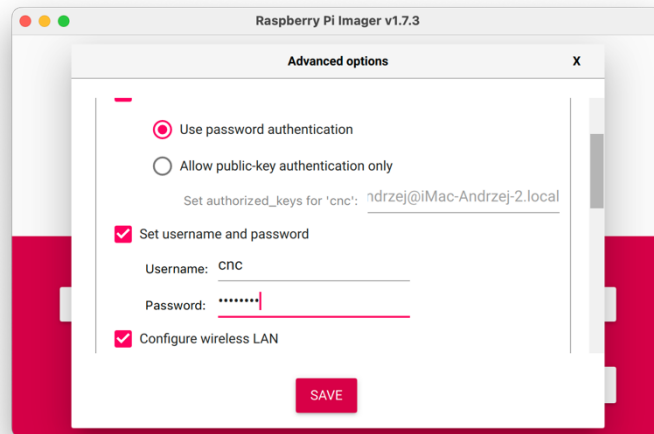 Raspberry Pi Imager v1.7.3
Advanced options X
Use password authentication
Allow public-key authentication only
Set authorized_keys for 'cnc': ndrzej@iMac-Andrzej-2.local
Set username and password
Username: cnc
Password: ••••••••
Configure wireless LAN
SAVE